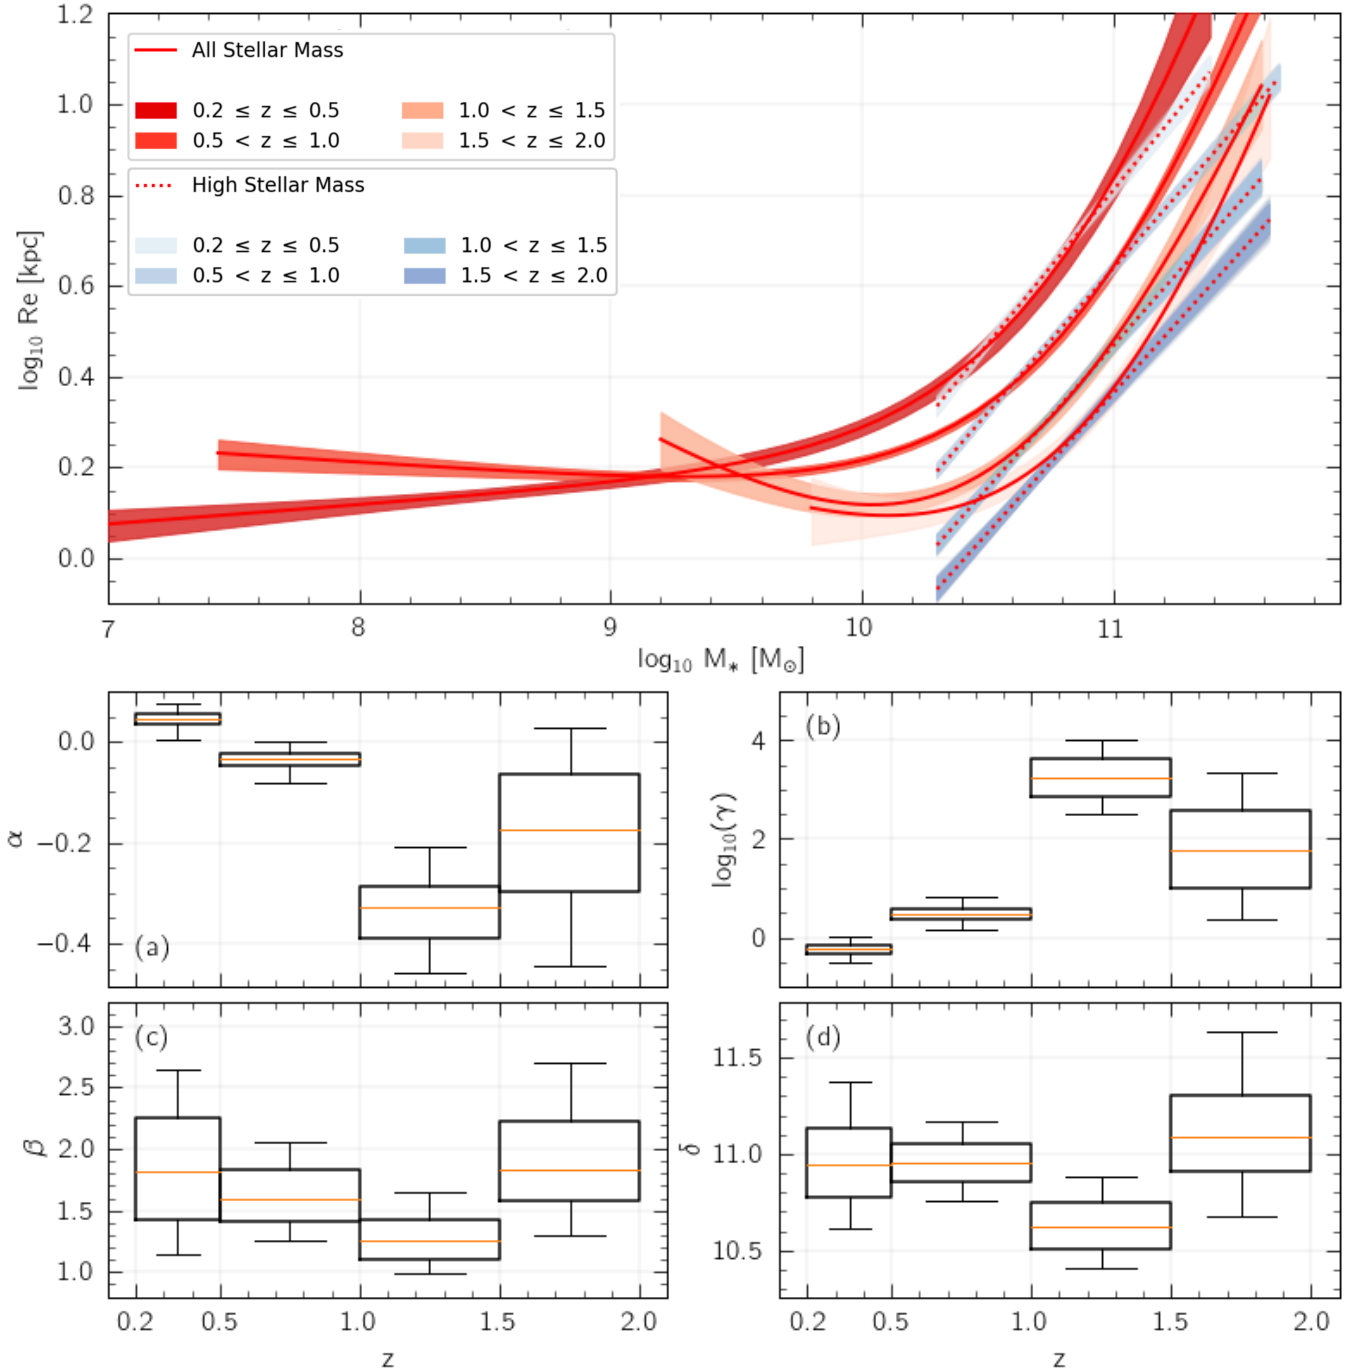 1.2
1.0
0.8
0.6
0.4
0.2
0.0
log₁₀ Re [kpc]
All Stellar Mass
0.2 ≤ z ≤ 0.5
1.0 < z ≤ 1.5
0.5 < z ≤ 1.0
1.5 < z ≤ 2.0
High Stellar Mass
0.2 ≤ z ≤ 0.5
1.0 < z ≤ 1.5
0.5 < z ≤ 1.0
1.5 < z ≤ 2.0
7 8 9 10 11
log₁₀ M∗ [M⊙]
0.0
−0.2
−0.4
α
(a)
4
2
0
log₁₀(γ)
(b)
3.0
2.5
2.0
1.5
1.0
β
(c)
0.2 0.5 1.0 1.5 2.0
z
11.5
11.0
10.5
δ
(d)
0.2 0.5 1.0 1.5 2.0
z